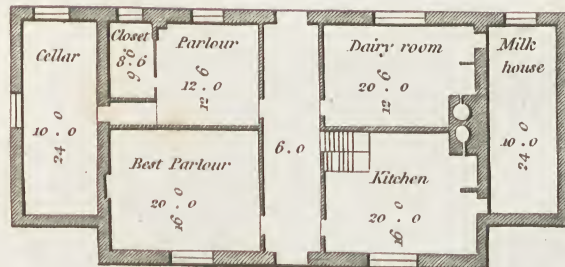 Cellar
10 . 0
24 . 0
Closet
8 . 6
9 . 6
Parlour
12 . 0
12 . 6
Best Parlour
20 . 0
16 . 0
6 . 0
Dairy room
20 . 0
12 . 6
Kitchen
20 . 0
16 . 0
Milk
house
10 . 0
24 . 0